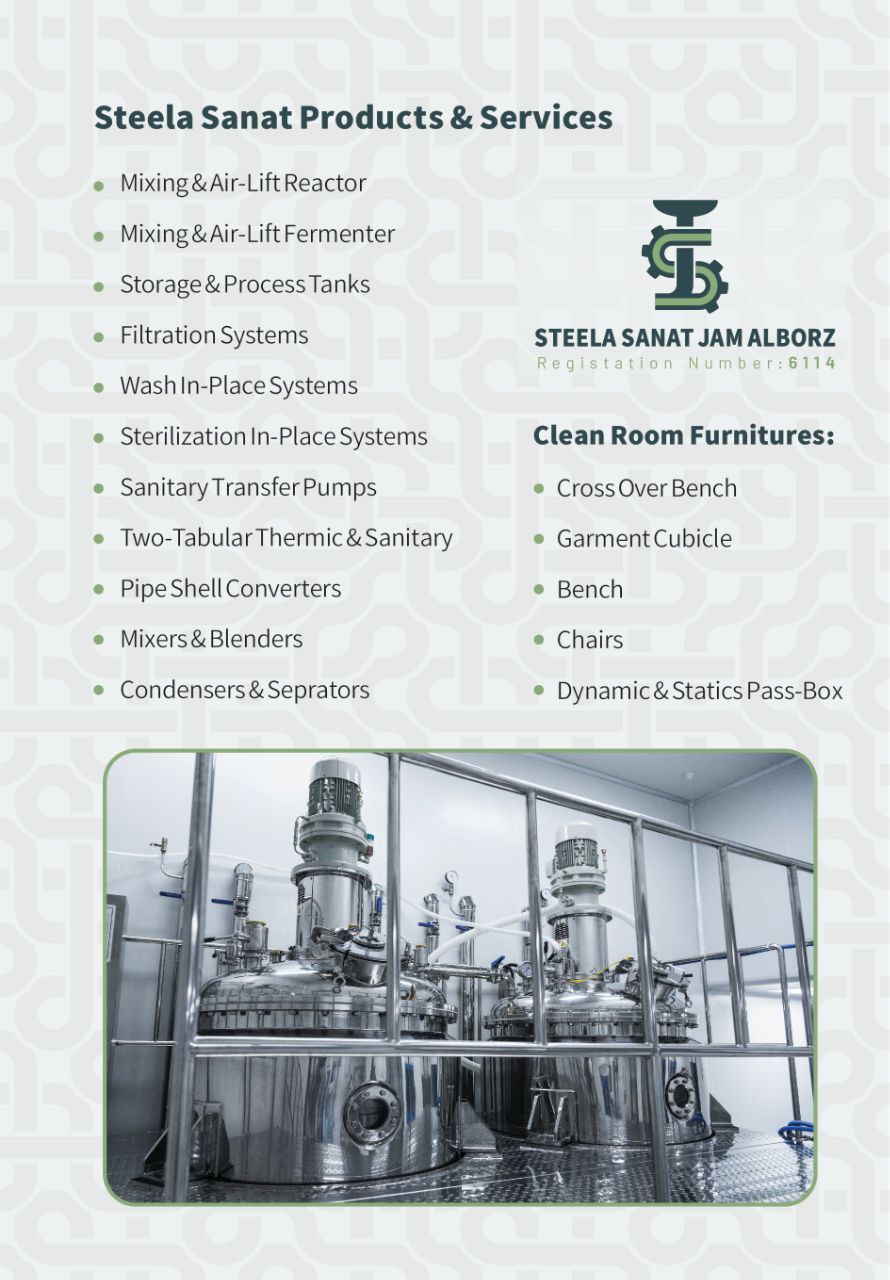 Steela Sanat Products & Services
Mixing & Air-Lift Reactor
Mixing & Air-Lift Fermenter
Storage & Process Tanks
Filtration Systems
Wash In-Place Systems
Sterilization In-Place Systems
Sanitary Transfer Pumps
Two-Tabular Thermic & Sanitary
Pipe Shell Converters
Mixers & Blenders
Condensers & Seprators
STEELA SANAT JAM ALBORZ
Registation Number:6114
Clean Room Furnitures:
Cross Over Bench
Garment Cubicle
Bench
Chairs
Dynamic & Statics Pass-Box